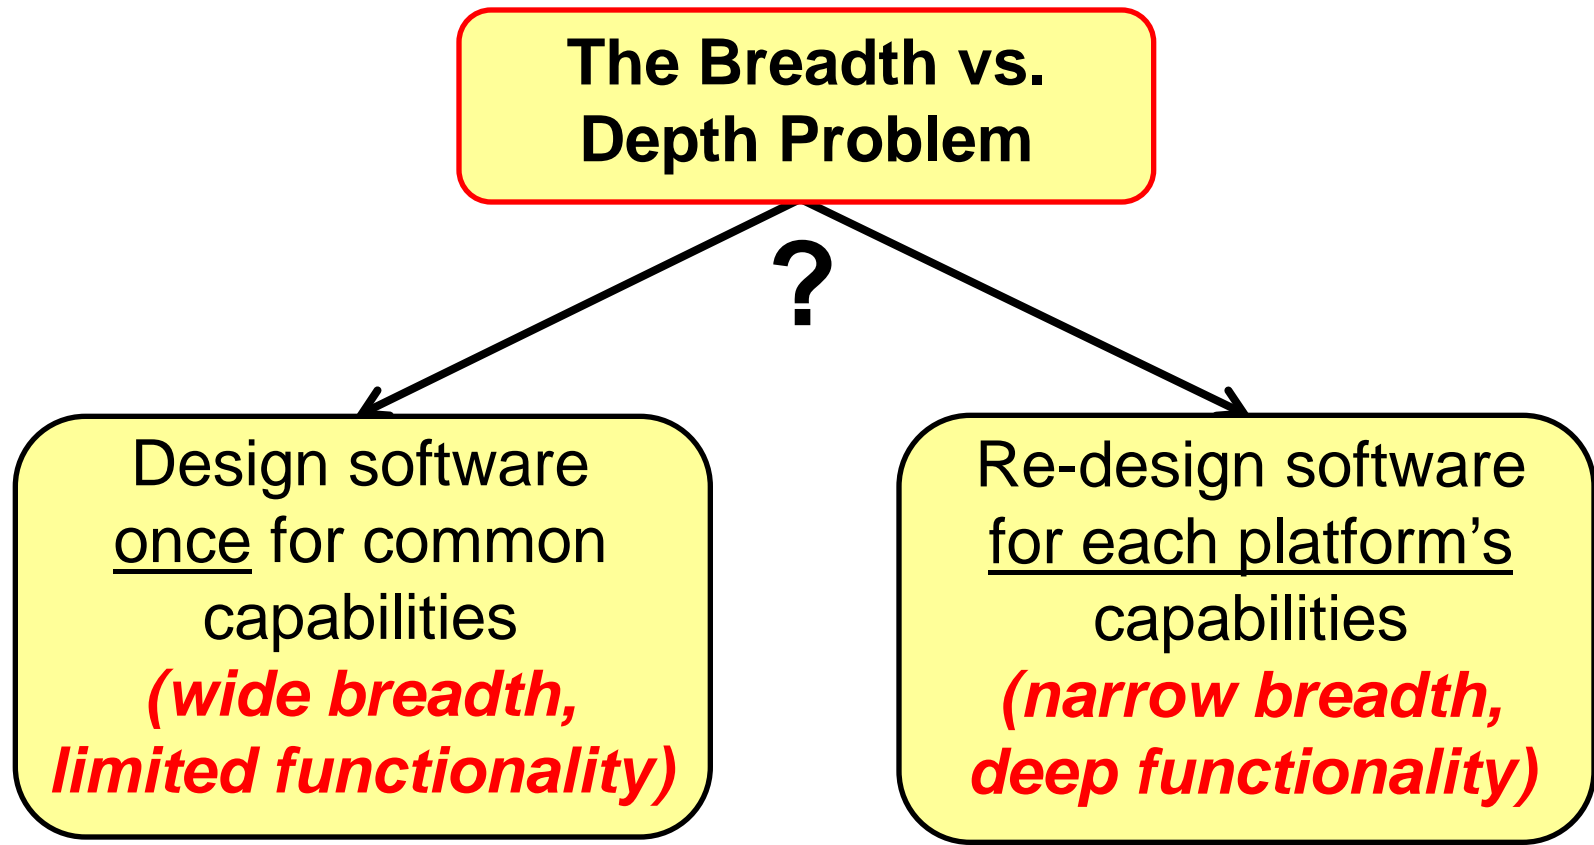 The Breadth vs.
Depth Problem
?
Design software
once for common
capabilities
(wide breadth,
limited functionality)
Re-design software
for each platform’s
capabilities
(narrow breadth,
deep functionality)